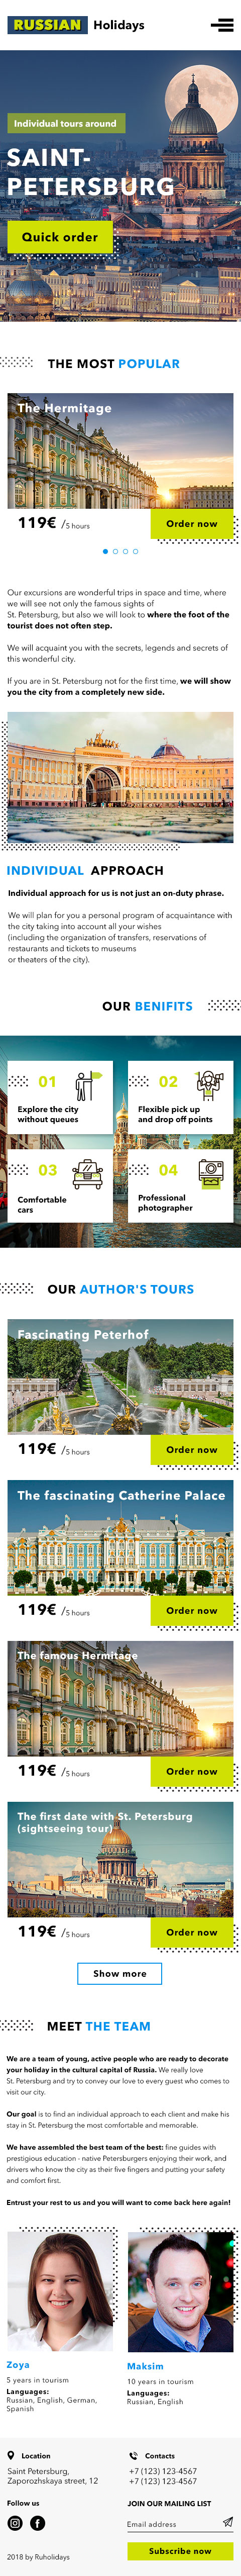 RUSSIAN Holidays
Individual tours around
SAINT-
PETERSBURG
Quick order
THE MOST POPULAR
The Hermitage
119€ /5 hours
Order now
Our excursions are wonderful trips in space and time, where
we will see not only the famous sights of
St. Petersburg, but also we will look to where the foot of the
tourist does not often step.
We will acquaint you with the secrets, legends and secrets of
this wonderful city.
If you are in St. Petersburg not for the first time, we will show
you the city from a completely new side.
INDIVIDUAL APPROACH
Individual approach for us is not just an on-duty phrase.
We will plan for you a personal program of acquaintance with
the city taking into account all your wishes
(including the organization of transfers, reservations of
restaurants and tickets to museums
or theaters of the city).
OUR BENIFITS
01
Explore the city
without queues
02
Flexible pick up
and drop off points
03
Comfortable
cars
04
Professional
photographer
OUR AUTHOR'S TOURS
Fascinating Peterhof
119€ /5 hours
Order now
The fascinating Catherine Palace
119€ /5 hours
Order now
The famous Hermitage
119€ /5 hours
Order now
The first date with St. Petersburg
(sightseeing tour)
119€ /5 hours
Order now
Show more
MEET THE TEAM
We are a team of young, active people who are ready to decorate
your holiday in the cultural capital of Russia. We really love
St. Petersburg and try to convey our love to every guest who comes to
visit our city.
Our goal is to find an individual approach to each client and make his
stay in St. Petersburg the most comfortable and memorable.
We have assembled the best team of the best: fine guides with
prestigious education - native Petersburgers enjoying their work, and
drivers who know the city as their five fingers and putting your safety
and comfort first.
Entrust your rest to us and you will want to come back here again!
Zoya
5 years in tourism
Languages:
Russian, English, German,
Spanish
Maksim
10 years in tourism
Languages:
Russian, English
Location
Saint Petersburg,
Zaporozhskaya street, 12
Contacts
+7 (123) 123-4567
+7 (123) 123-4567
Follow us
JOIN OUR MAILING LIST
Email address
Subscribe now
2018 by Ruholidays